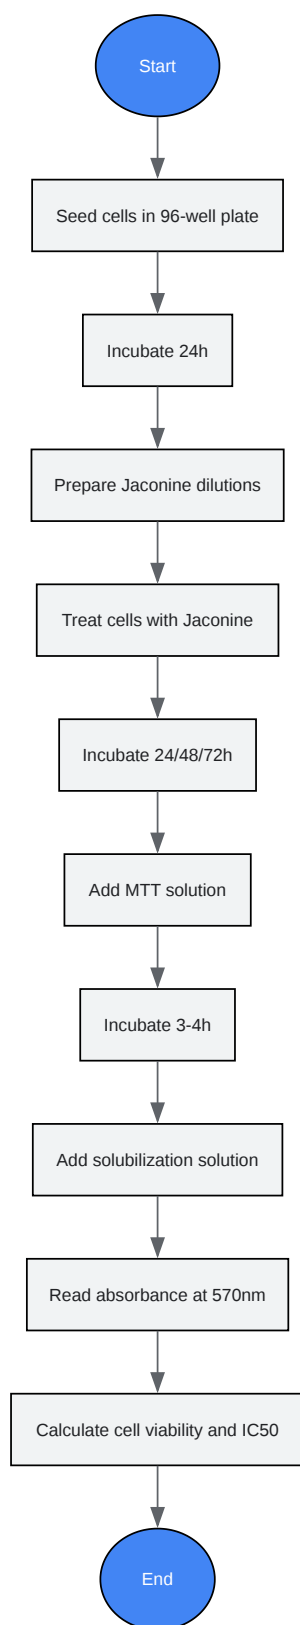 Start
Seed cells in 96-well plate
Incubate 24h
Prepare Jaconine dilutions
Treat cells with Jaconine
Incubate 24/48/72h
Add MTT solution
Incubate 3-4h
Add solubilization solution
Read absorbance at 570nm
Calculate cell viability and IC50
End